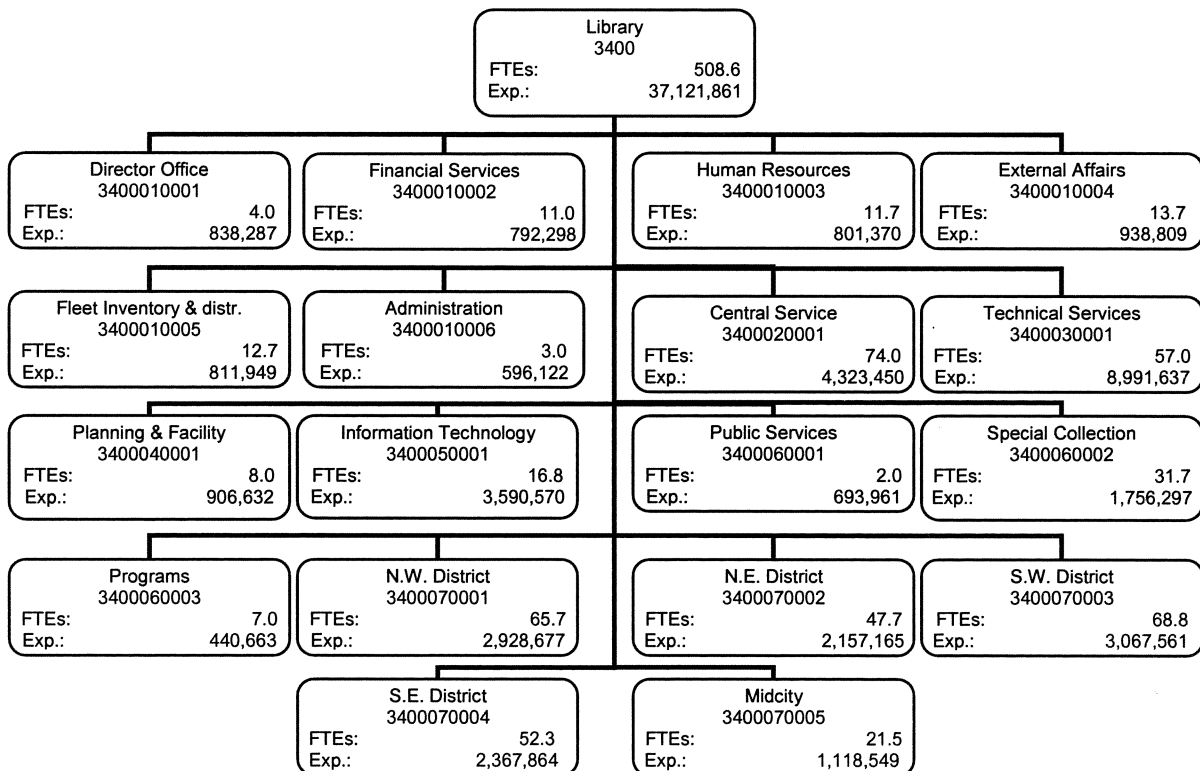 Library
3400
FTEs: 508.6
Exp.: 37,121,861
Director Office
3400010001
FTEs: 4.0
Exp.: 838,287
Financial Services
3400010002
FTEs: 11.0
Exp.: 792,298
Human Resources
3400010003
FTEs: 11.7
Exp.: 801,370
External Affairs
3400010004
FTEs: 13.7
Exp.: 938,809
Fleet Inventory & distr.
3400010005
FTEs: 12.7
Exp.: 811,949
Administration
3400010006
FTEs: 3.0
Exp.: 596,122
Central Service
3400020001
FTEs: 74.0
Exp.: 4,323,450
Technical Services
3400030001
FTEs: 57.0
Exp.: 8,991,637
Planning & Facility
3400040001
FTEs: 8.0
Exp.: 906,632
Information Technology
3400050001
FTEs: 16.8
Exp.: 3,590,570
Public Services
3400060001
FTEs: 2.0
Exp.: 693,961
Special Collection
3400060002
FTEs: 31.7
Exp.: 1,756,297
Programs
3400060003
FTEs: 7.0
Exp.: 440,663
N.W. District
3400070001
FTEs: 65.7
Exp.: 2,928,677
N.E. District
3400070002
FTEs: 47.7
Exp.: 2,157,165
S.W. District
3400070003
FTEs: 68.8
Exp.: 3,067,561
S.E. District
3400070004
FTEs: 52.3
Exp.: 2,367,864
Midcity
3400070005
FTEs: 21.5
Exp.: 1,118,549